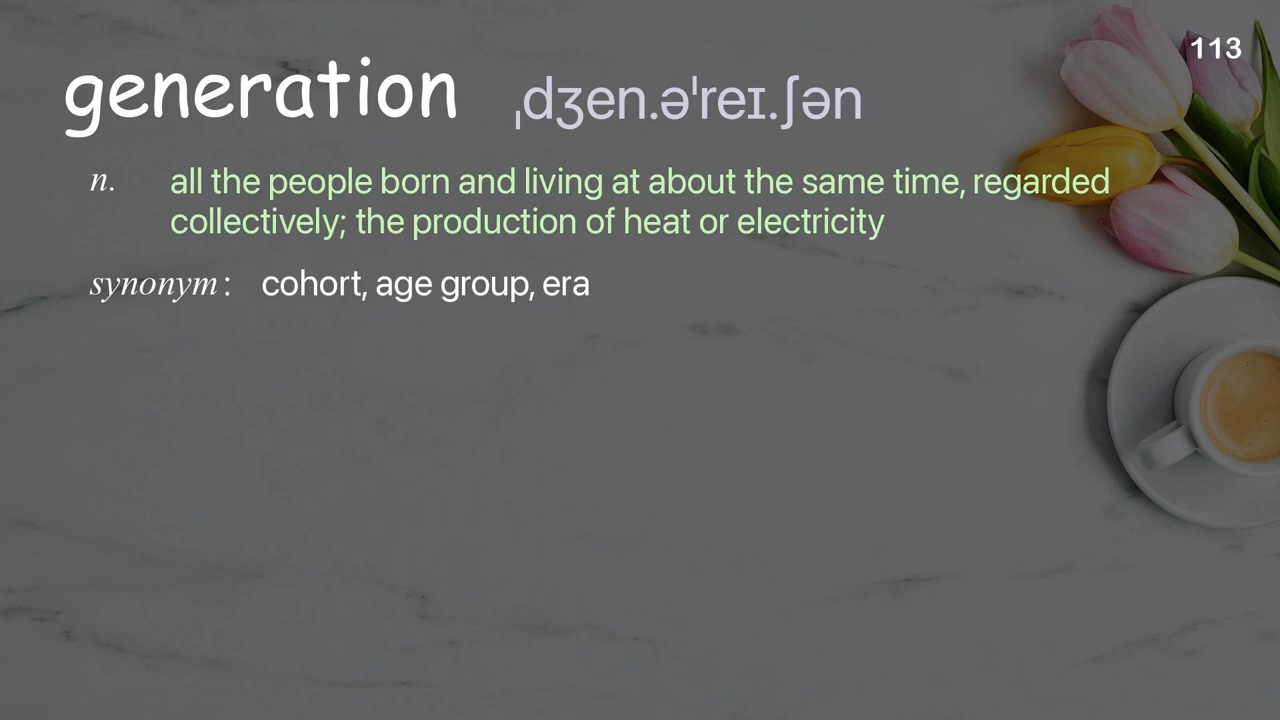 113
generation ˌdʒen.əˈreɪ.ʃən
n. all the people born and living at about the same time, regarded
collectively; the production of heat or electricity
synonym: cohort, age group, era